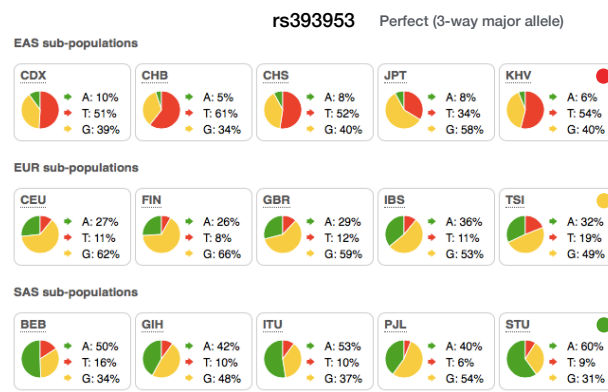 rs393953 Perfect (3-way major allele)
EAS sub-populations
CDX CHB CHS JPT KHV
A: 10% A: 5% A: 8% A: 8% A: 6%
T: 51% T: 61% T: 52% T: 34% T: 54%
G: 39% G: 34% G: 40% G: 58% G: 40%
EUR sub-populations
CEU FIN GBR IBS TSI
A: 27% A: 26% A: 29% A: 36% A: 32%
T: 11% T: 8% T: 12% T: 11% T: 19%
G: 62% G: 66% G: 59% G: 53% G: 49%
SAS sub-populations
BEB GIH ITU PJL STU
A: 50% A: 42% A: 53% A: 40% A: 60%
T: 16% T: 10% T: 10% T: 6% T: 9%
G: 34% G: 48% G: 37% G: 54% G: 31%